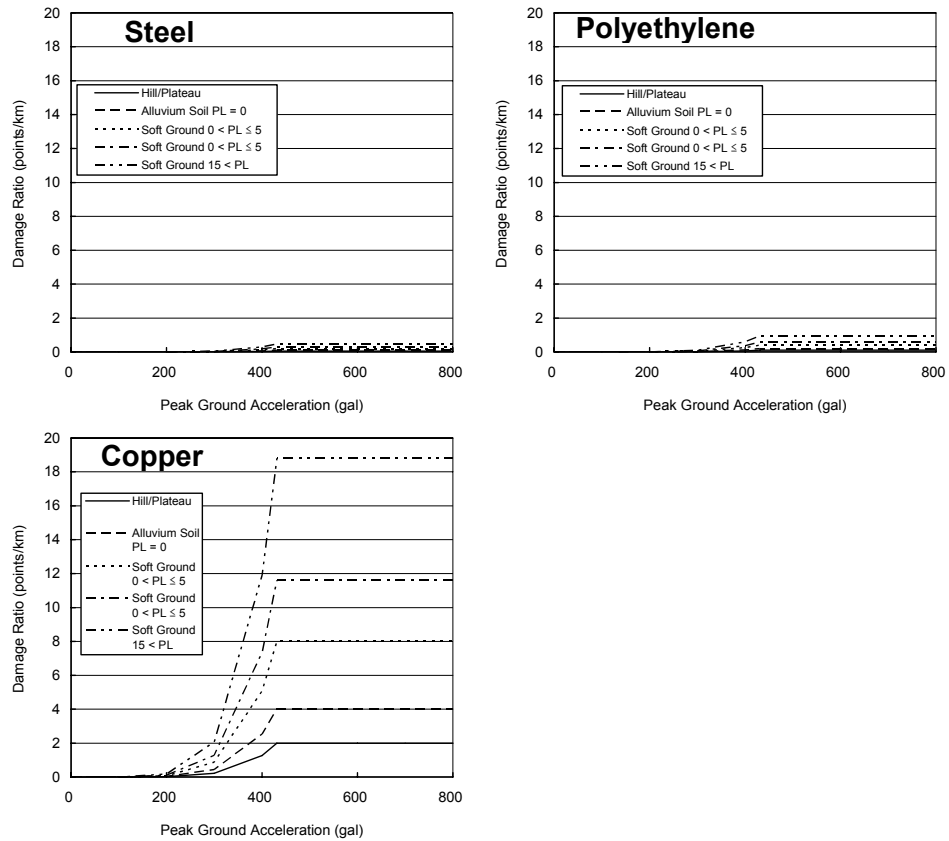 Steel
20
18
16
14
12
10
8
6
4
2
0
Damage Ratio (points/km)
Hill/Plateau
Alluvium Soil PL = 0
Soft Ground 0 < PL ≤ 5
Soft Ground 0 < PL ≤ 5
Soft Ground 15 < PL
0 200 400 600 800
Peak Ground Acceleration (gal)
Polyethylene
20
18
16
14
12
10
8
6
4
2
0
Damage Ratio (points/km)
Hill/Plateau
Alluvium Soil PL = 0
Soft Ground 0 < PL ≤ 5
Soft Ground 0 < PL ≤ 5
Soft Ground 15 < PL
0 200 400 600 800
Peak Ground Acceleration (gal)
Copper
20
18
16
14
12
10
8
6
4
2
0
Damage Ratio (points/km)
Hill/Plateau
Alluvium Soil
PL = 0
Soft Ground
0 < PL ≤ 5
Soft Ground
0 < PL ≤ 5
Soft Ground
15 < PL
0 200 400 600 800
Peak Ground Acceleration (gal)